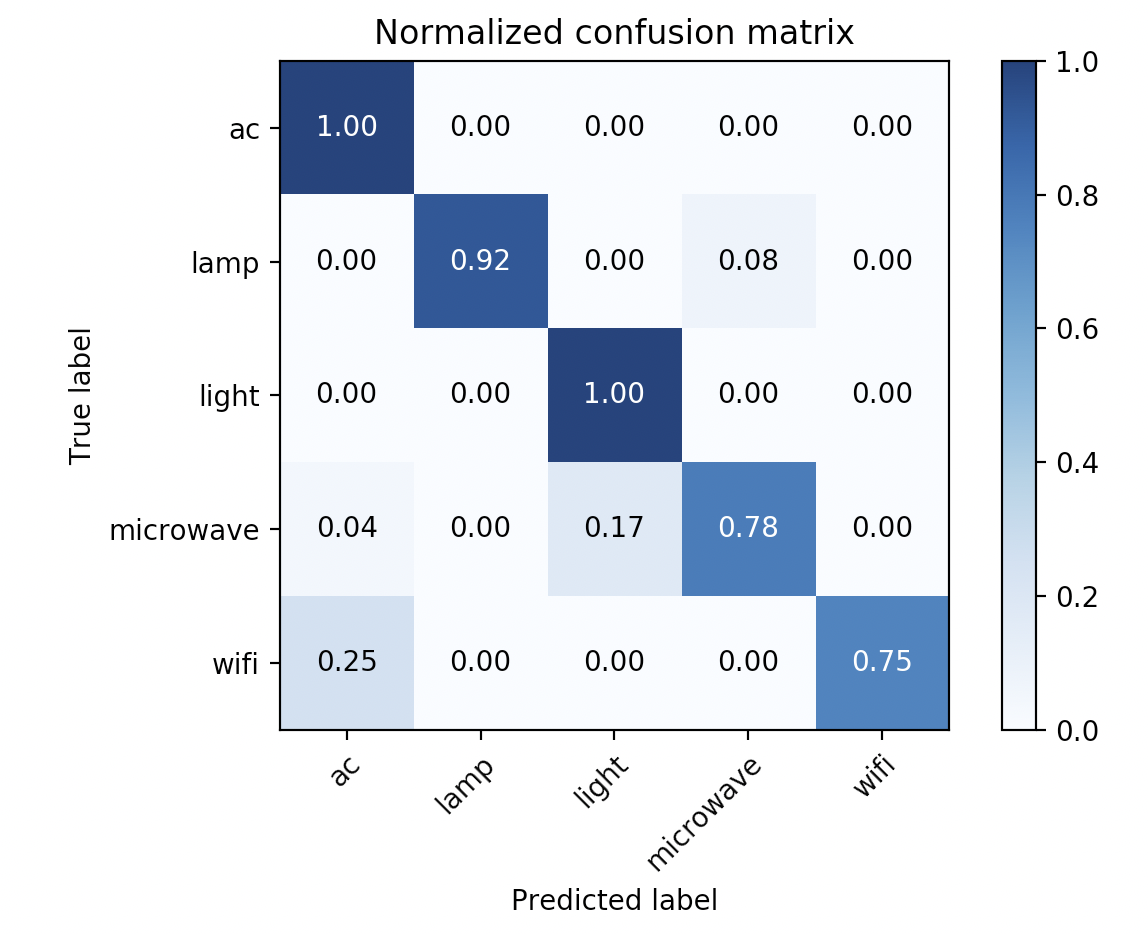 Normalized confusion matrix
ac 1.00 0.00 0.00 0.00 0.00
lamp 0.00 0.92 0.00 0.08 0.00
light 0.00 0.00 1.00 0.00 0.00
microwave 0.04 0.00 0.17 0.78 0.00
wifi 0.25 0.00 0.00 0.00 0.75
True label
ac lamp light microwave wifi
Predicted label
1.0
0.8
0.6
0.4
0.2
0.0